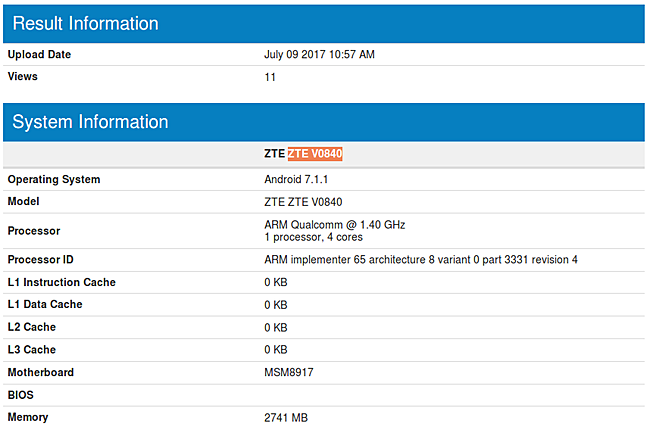 Result Information
Upload Date July 09 2017 10:57 AM
Views 11
System Information
ZTE ZTE V0840
Operating System Android 7.1.1
Model ZTE ZTE V0840
Processor ARM Qualcomm @ 1.40 GHz
1 processor, 4 cores
Processor ID ARM implementer 65 architecture 8 variant 0 part 3331 revision 4
L1 Instruction Cache 0 KB
L1 Data Cache 0 KB
L2 Cache 0 KB
L3 Cache 0 KB
Motherboard MSM8917
BIOS
Memory 2741 MB